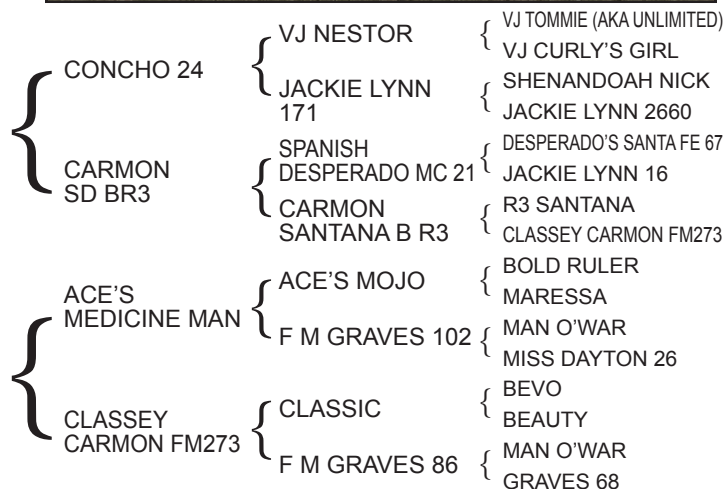 VJ TOMMIE (AKA UNLIMITED)
VJ NESTOR
VJ CURLY'S GIRL
CONCHO 24
SHENANDOAH NICK
JACKIE LYNN
171
JACKIE LYNN 2660
DESPERADO'S SANTA FE 67
SPANISH
DESPERADO MC 21
JACKIE LYNN 16
CARMON
SD BR3
R3 SANTANA
CARMON
SANTANA B R3
CLASSEY CARMON FM273
BOLD RULER
ACE'S MOJO
MARESSA
ACE'S
MEDICINE MAN
MAN O'WAR
F M GRAVES 102
MISS DAYTON 26
BEVO
CLASSIC
BEAUTY
CLASSEY
CARMON FM273
MAN O'WAR
F M GRAVES 86
GRAVES 68